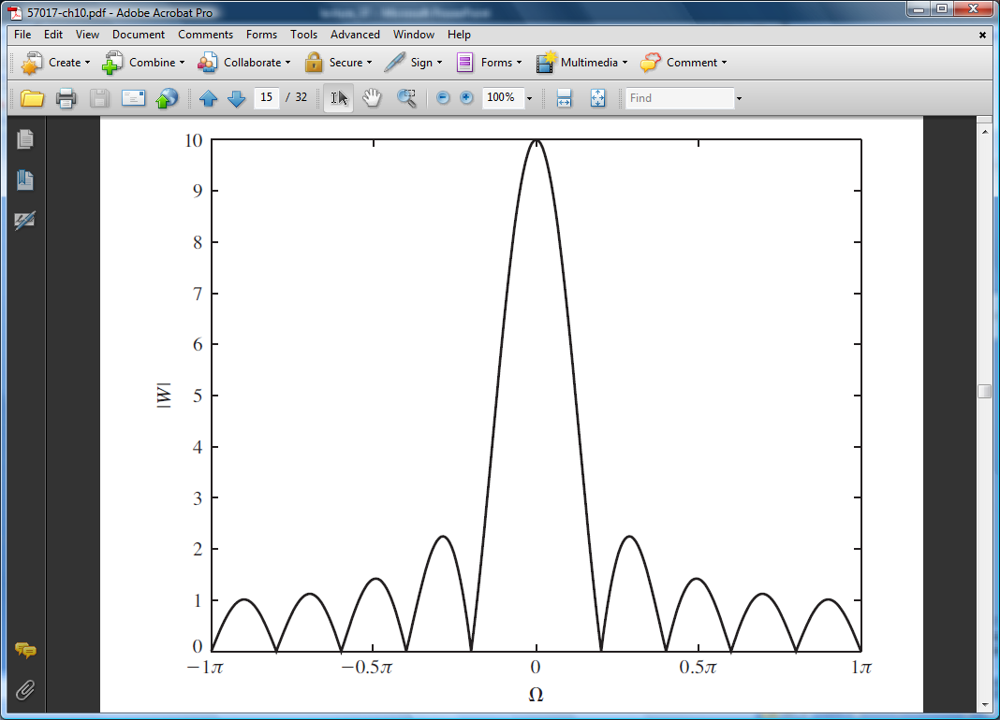 57017-ch10.pdf - Adobe Acrobat Pro
File Edit View Document Comments Forms Tools Advanced Window Help
Create Combine Collaborate Secure Sign Forms Multimedia Comment
15 / 32 100% Find
10
9
8
7
6
5
4
3
2
1
0
|W|
−1π −0.5π 0 0.5π 1π
Ω